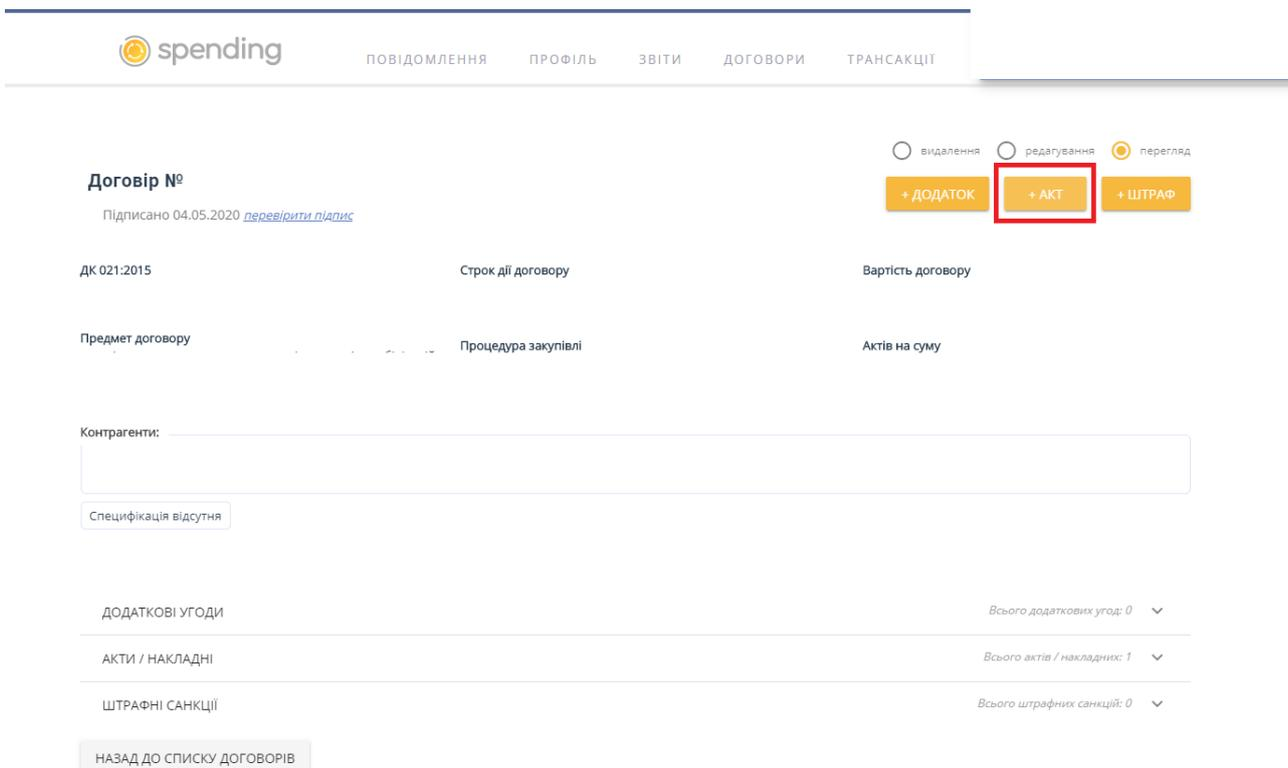 spending
ПОВІДОМЛЕННЯ ПРОФІЛЬ ЗВІТИ ДОГОВОРИ ТРАНСАКЦІЇ
видалення редагування перегляд
Договір №
+ ДОДАТОК + АКТ + ШТРАФ
Підписано 04.05.2020 перевірити підпис
ДК 021:2015 Строк дії договору Вартість договору
Предмет договору Процедура закупівлі Актів на суму
Контрагенти:
Специфікація відсутня
ДОДАТКОВІ УГОДИ Всього додаткових угод: 0
АКТИ / НАКЛАДНІ Всього актів / накладних: 1
ШТРАФНІ САНКЦІЇ Всього штрафних санкцій: 0
НАЗАД ДО СПИСКУ ДОГОВОРІВ